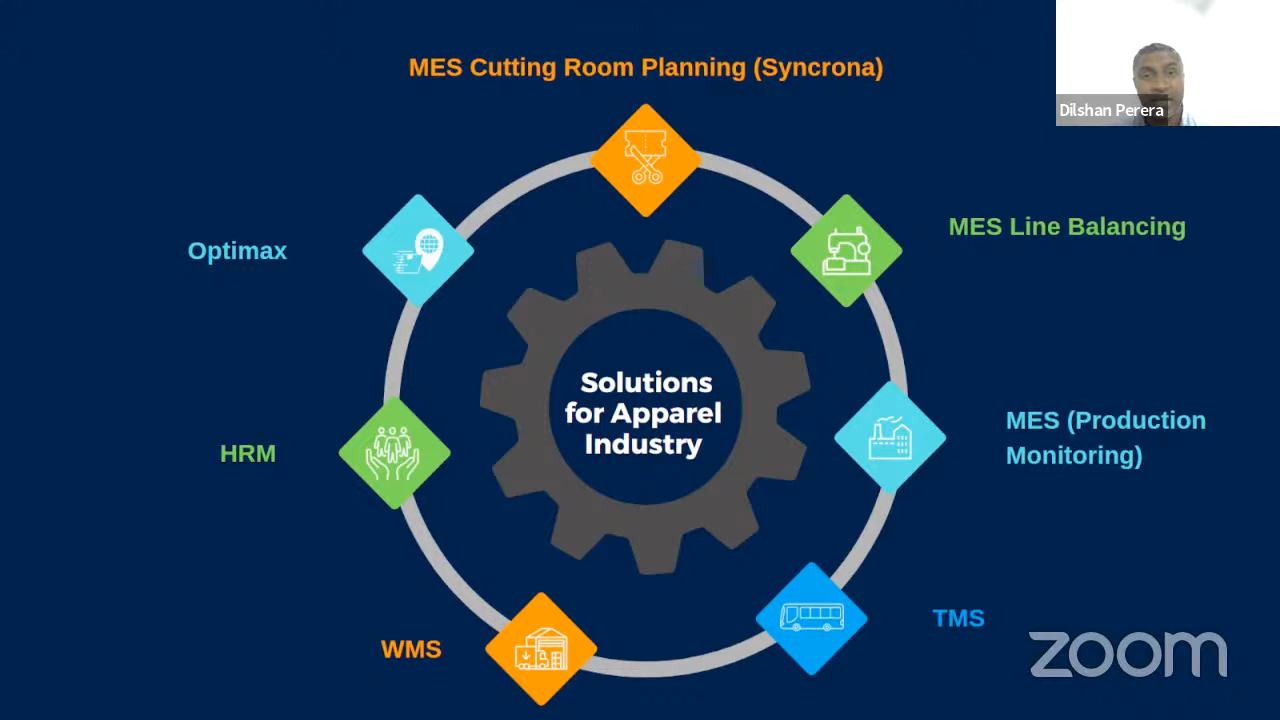 MES Cutting Room Planning (Syncrona)
Dilshan Perera
MES Line Balancing
Optimax
Solutions
for Apparel
Industry
MES (Production
Monitoring)
HRM
TMS
WMS
zoom